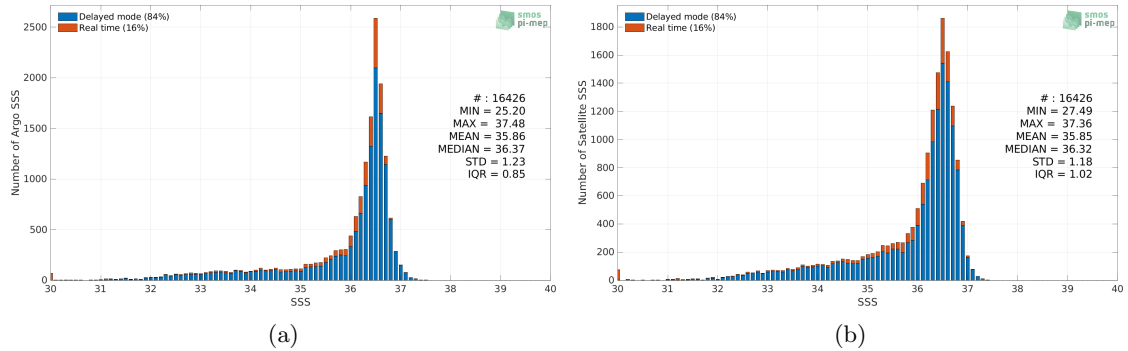 Delayed mode (84%)
Real time (16%)
smos
pi-mep
2500
2000
1500
1000
500
0
Number of Argo SSS
# : 16426
MIN = 25.20
MAX = 37.48
MEAN = 35.86
MEDIAN = 36.37
STD = 1.23
IQR = 0.85
30 31 32 33 34 35 36 37 38 39 40
SSS
(a)
Delayed mode (84%)
Real time (16%)
smos
pi-mep
1800
1600
1400
1200
1000
800
600
400
200
0
Number of Satellite SSS
# : 16426
MIN = 27.49
MAX = 37.36
MEAN = 35.85
MEDIAN = 36.32
STD = 1.18
IQR = 1.02
30 31 32 33 34 35 36 37 38 39 40
SSS
(b)